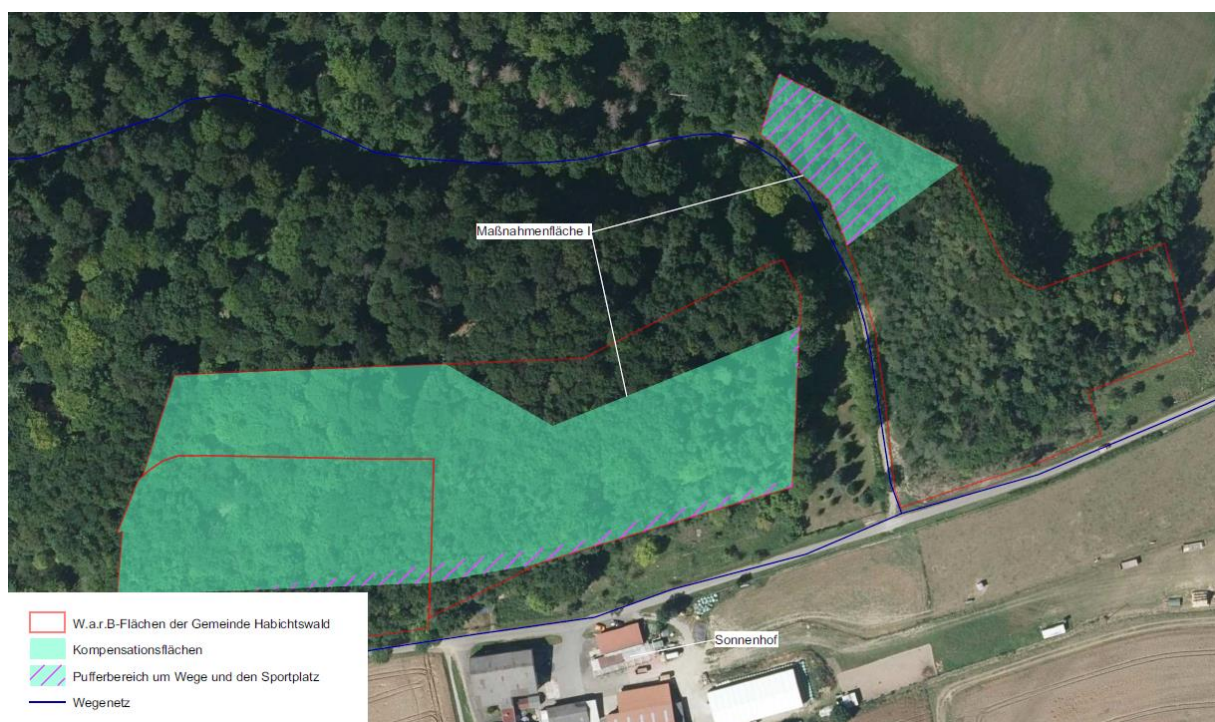 Maßnahmenfläche I
Sonnenhof
W.a.r.B-Flächen der Gemeinde Habichtswald
Kompensationsflächen
Pufferbereich um Wege und den Sportplatz
Wegenetz